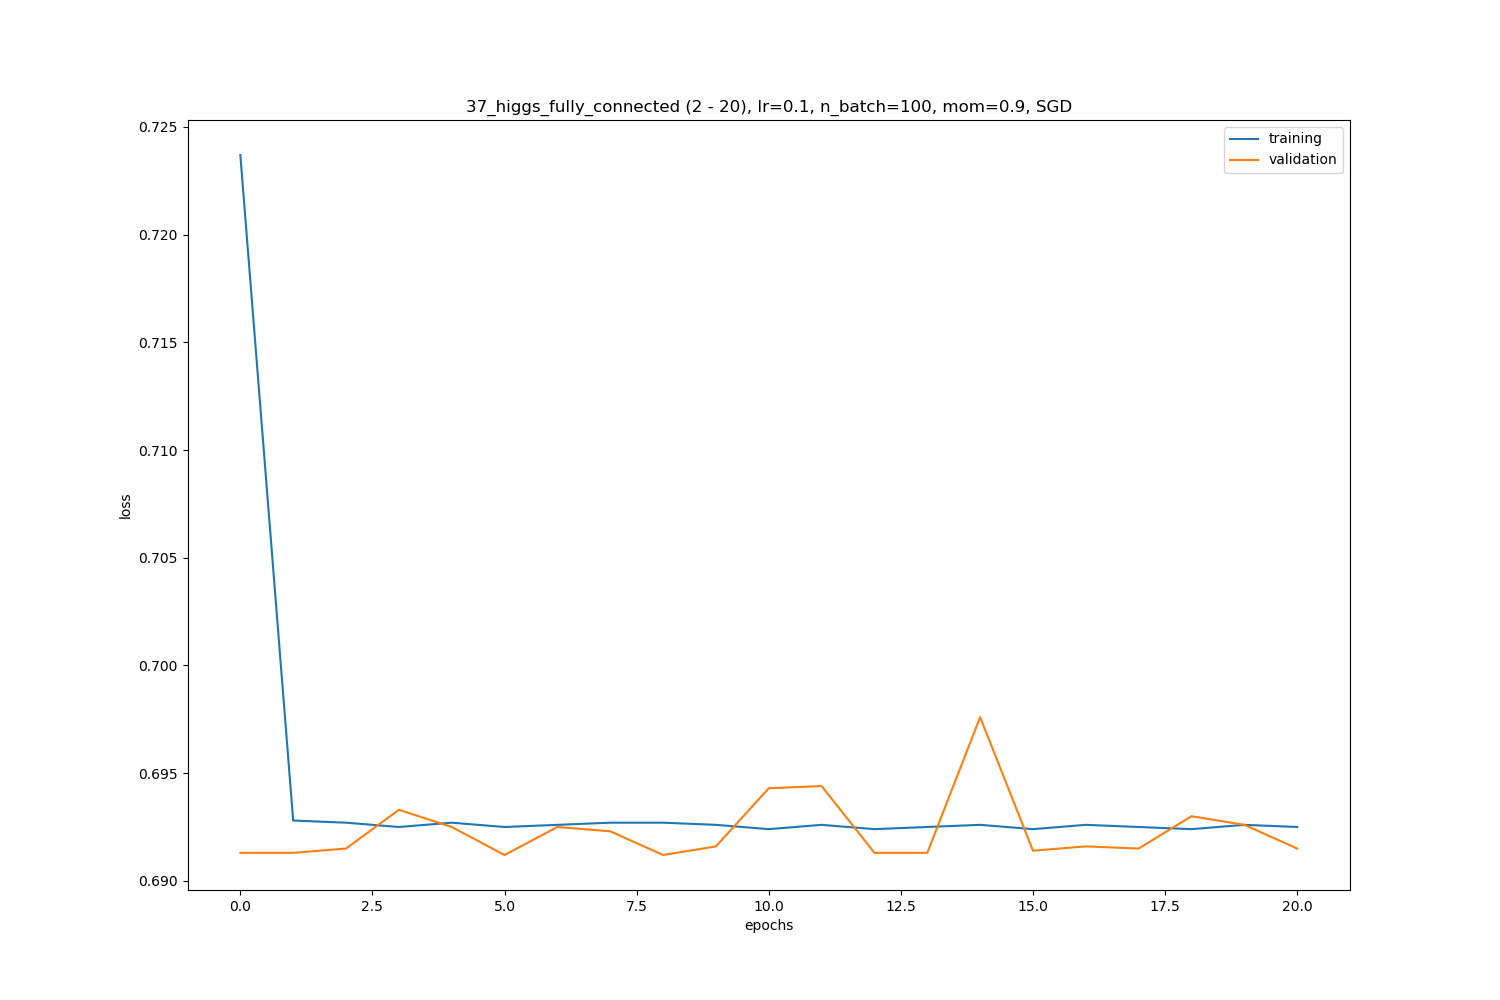 37_higgs_fully_connected (2 - 20), lr=0.1, n_batch=100, mom=0.9, SGD
training
validation
0.725
0.720
0.715
0.710
0.705
0.700
0.695
0.690
loss
0.0 2.5 5.0 7.5 10.0 12.5 15.0 17.5 20.0
epochs